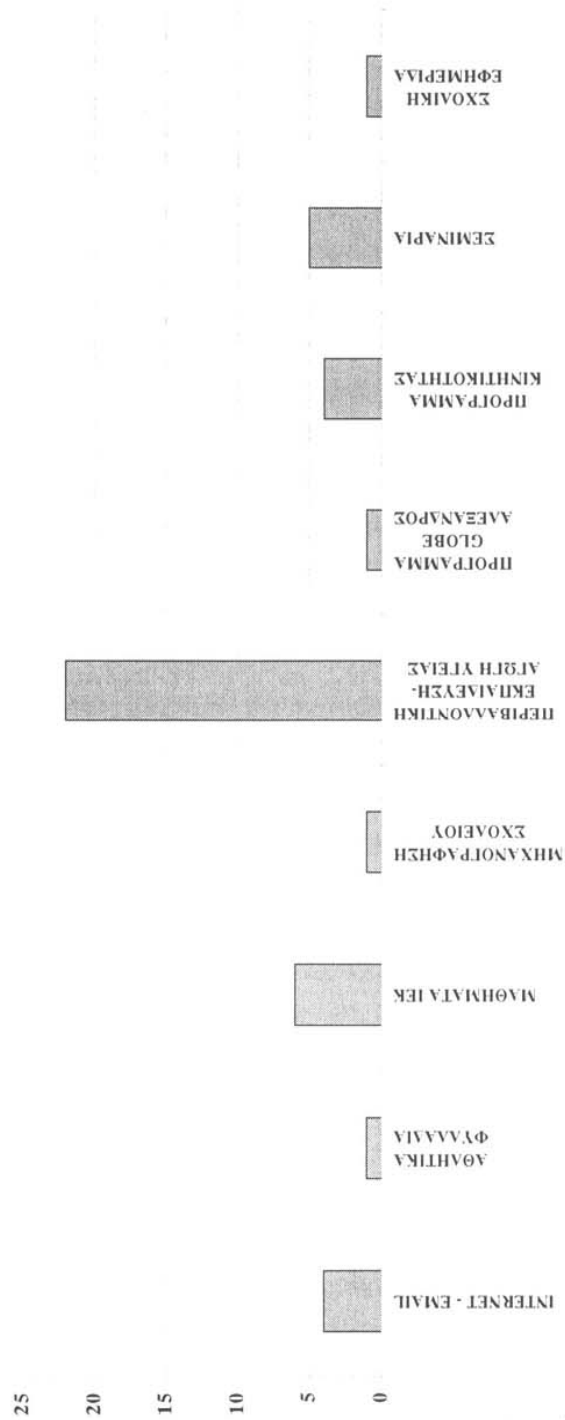 25
20
15
10
5
0
INTERNET - EMAIL
ΑΘΛΗΤΙΚΑ
ΦΥΛΛΑΔΙΑ
ΜΑΘΗΜΑΤΑ ΙΕΚ
ΜΗΧΑΝΟΓΡΑΦΗΣΗ
ΣΧΟΛΕΙΟΥ
ΠΕΡΙΒΑΛΛΟΝΤΙΚΗ
ΕΚΠΑΙΔΕΥΣΗ-
ΑΓΩΓΗ ΥΓΕΙΑΣ
ΠΡΟΓΡΑΜΜΑ
GLOBE
ΑΛΕΞΑΝΔΡΟΣ
ΠΡΟΓΡΑΜΜΑ
ΚΙΝΗΤΙΚΟΤΗΤΑΣ
ΣΕΜΙΝΑΡΙΑ
ΣΧΟΛΙΚΗ
ΕΦΗΜΕΡΙΔΑ